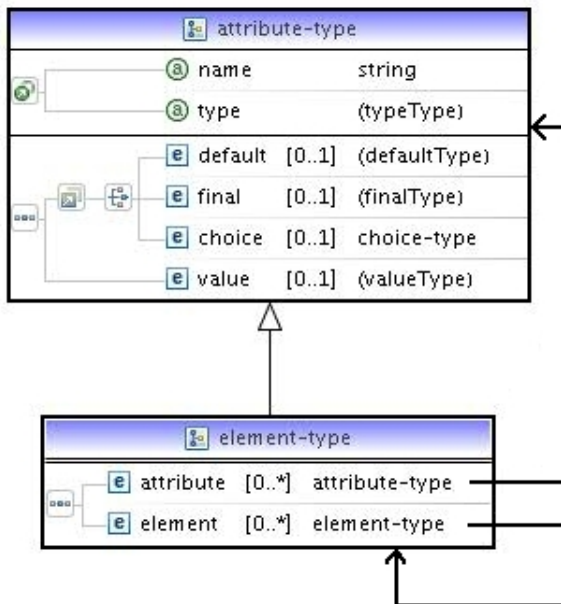 attribute-type
a name string
a type (typeType)
e default [0..1] (defaultType)
e final [0..1] (finalType)
e choice [0..1] choice-type
e value [0..1] (valueType)
element-type
e attribute [0..*] attribute-type
e element [0..*] element-type